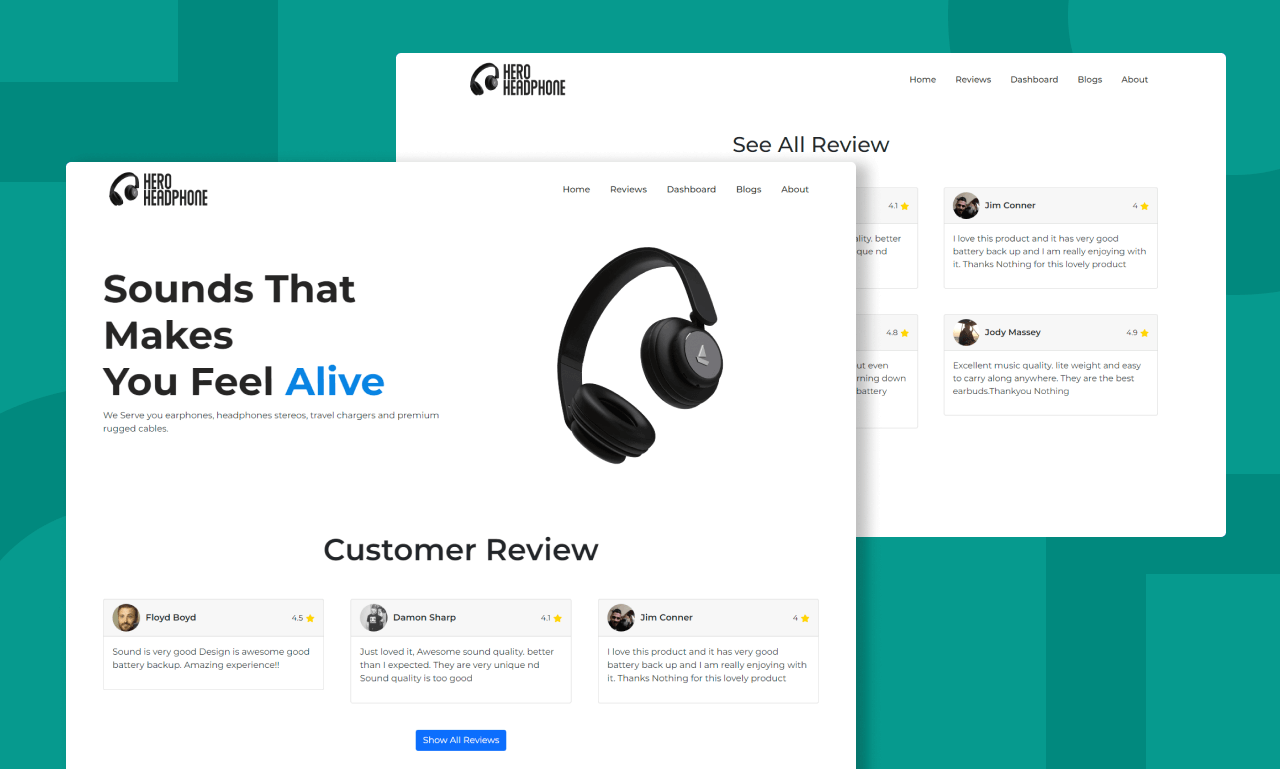 HERO
HEADPHONE
Home Reviews Dashboard Blogs About
See All Review
4.1
ality. better
que nd
Jim Conner 4
I love this product and it has very good
battery back up and I am really enjoying with
it. Thanks Nothing for this lovely product
4.8
ut even
rning down
battery
Jody Massey 4.9
Excellent music quality. lite weight and easy
to carry along anywhere. They are the best
earbuds.Thankyou Nothing
HERO
HEADPHONE
Home Reviews Dashboard Blogs About
Sounds That
Makes
You Feel Alive
We Serve you earphones, headphones stereos, travel chargers and premium
rugged cables.
Customer Review
Floyd Boyd 4.5
Sound is very good Design is awesome good
battery backup. Amazing experience!!
Damon Sharp 4.1
Just loved it, Awesome sound quality. better
than I expected. They are very unique nd
Sound quality is too good
Jim Conner 4
I love this product and it has very good
battery back up and I am really enjoying with
it. Thanks Nothing for this lovely product
Show All Reviews